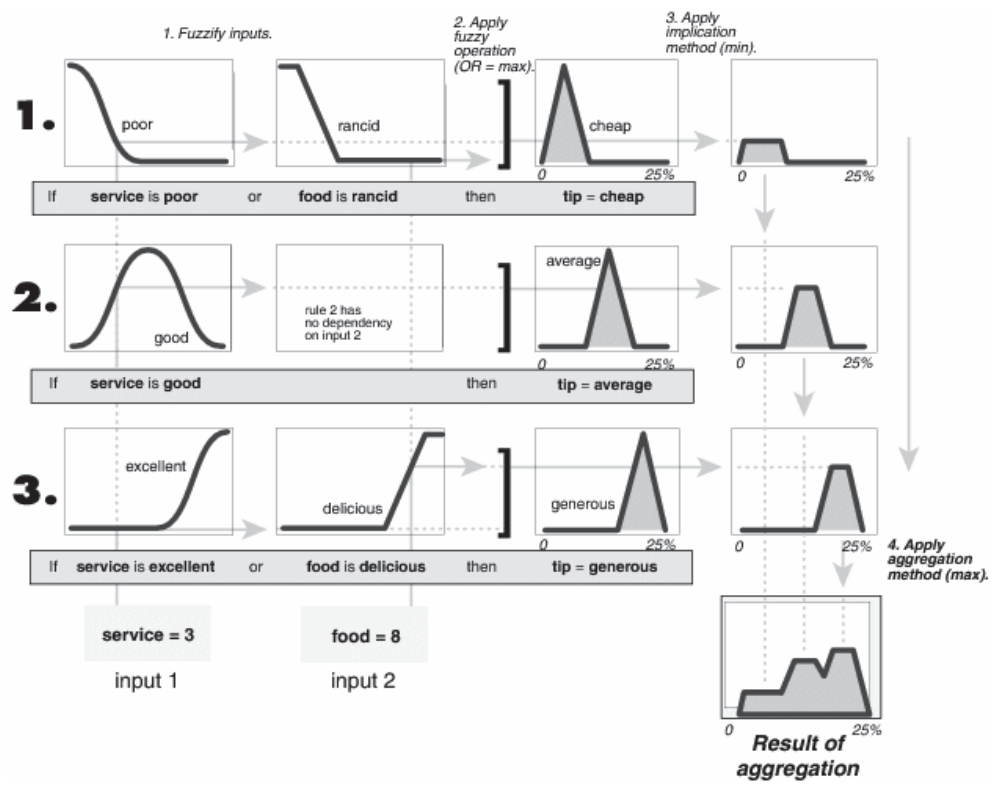 1. Fuzzify inputs.
2. Apply
fuzzy
operation
(OR = max).
3. Apply
implication
method (min).
1.
poor
rancid
cheap
0 25%
0 25%
If service is poor or food is rancid then tip = cheap
2.
good
rule 2 has
no dependency
on input 2
average
0 25%
0 25%
If service is good then tip = average
3.
excellent
delicious
generous
0 25%
0 25%
If service is excellent or food is delicious then tip = generous
4. Apply
aggregation
method (max).
service = 3
input 1
food = 8
input 2
0 25%
Result of
aggregation